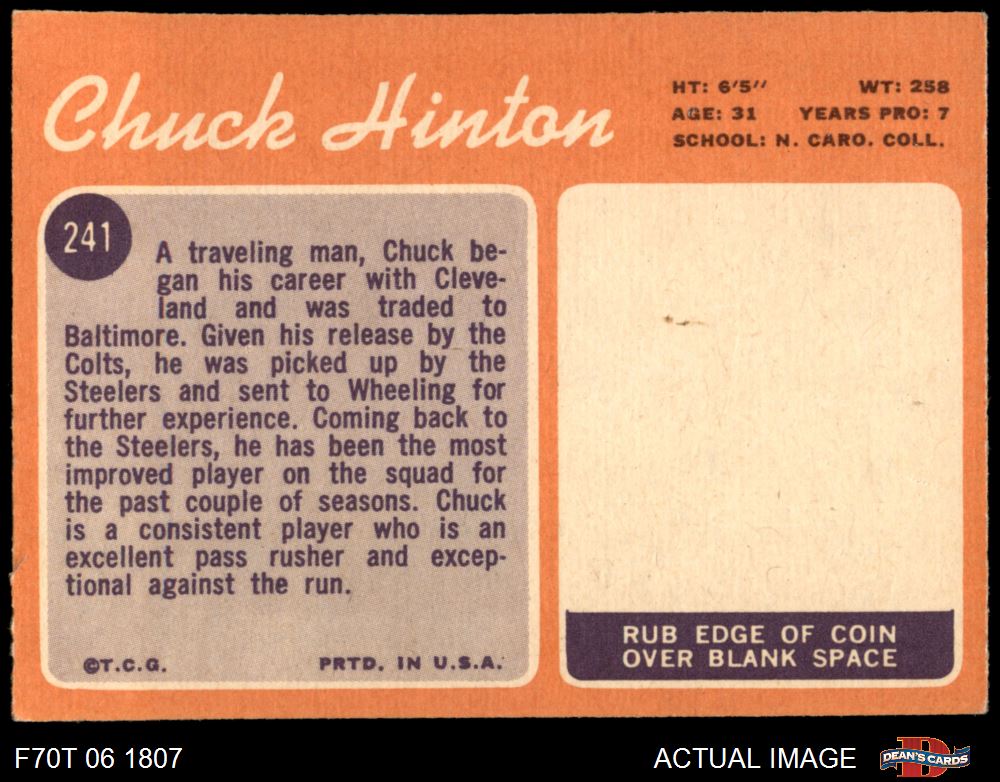 Chuck Hinton
HT: 6'5" WT: 258
AGE: 31 YEARS PRO: 7
SCHOOL: N. CARO. COLL.
241
A traveling man, Chuck be-
gan his career with Cleve-
land and was traded to
Baltimore. Given his release by the
Colts, he was picked up by the
Steelers and sent to Wheeling for
further experience. Coming back to
the Steelers, he has been the most
improved player on the squad for
the past couple of seasons. Chuck
is a consistent player who is an
excellent pass rusher and excep-
tional against the run.
©T.C.G. PRTD. IN U.S.A.
RUB EDGE OF COIN
OVER BLANK SPACE
F70T 06 1807 ACTUAL IMAGE DEAN'S CARDS